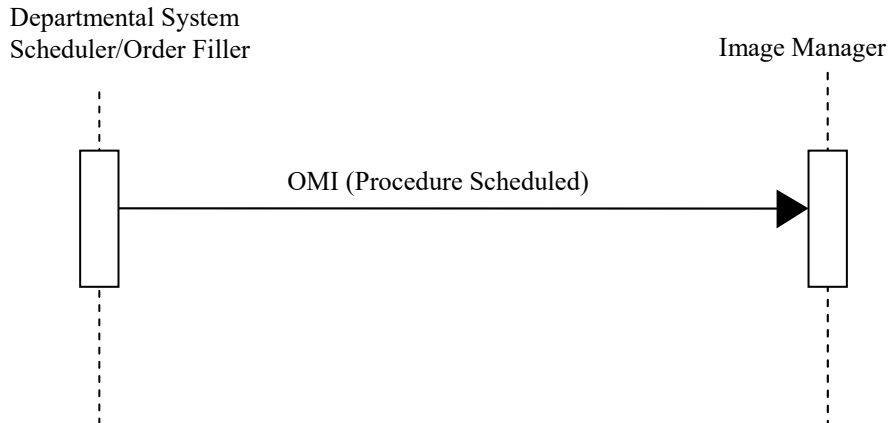 Departmental System
Scheduler/Order Filler
Image Manager
OMI (Procedure Scheduled)